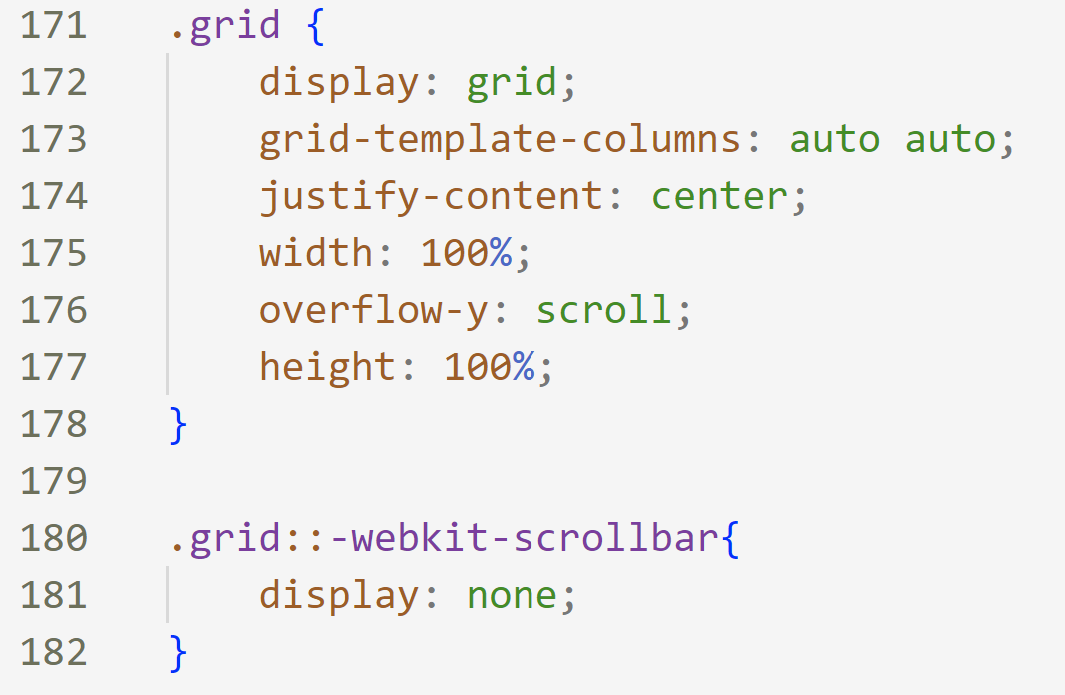 171 .grid {
172 display: grid;
173 grid-template-columns: auto auto;
174 justify-content: center;
175 width: 100%;
176 overflow-y: scroll;
177 height: 100%;
178 }
179
180 .grid::-webkit-scrollbar{
181 display: none;
182 }